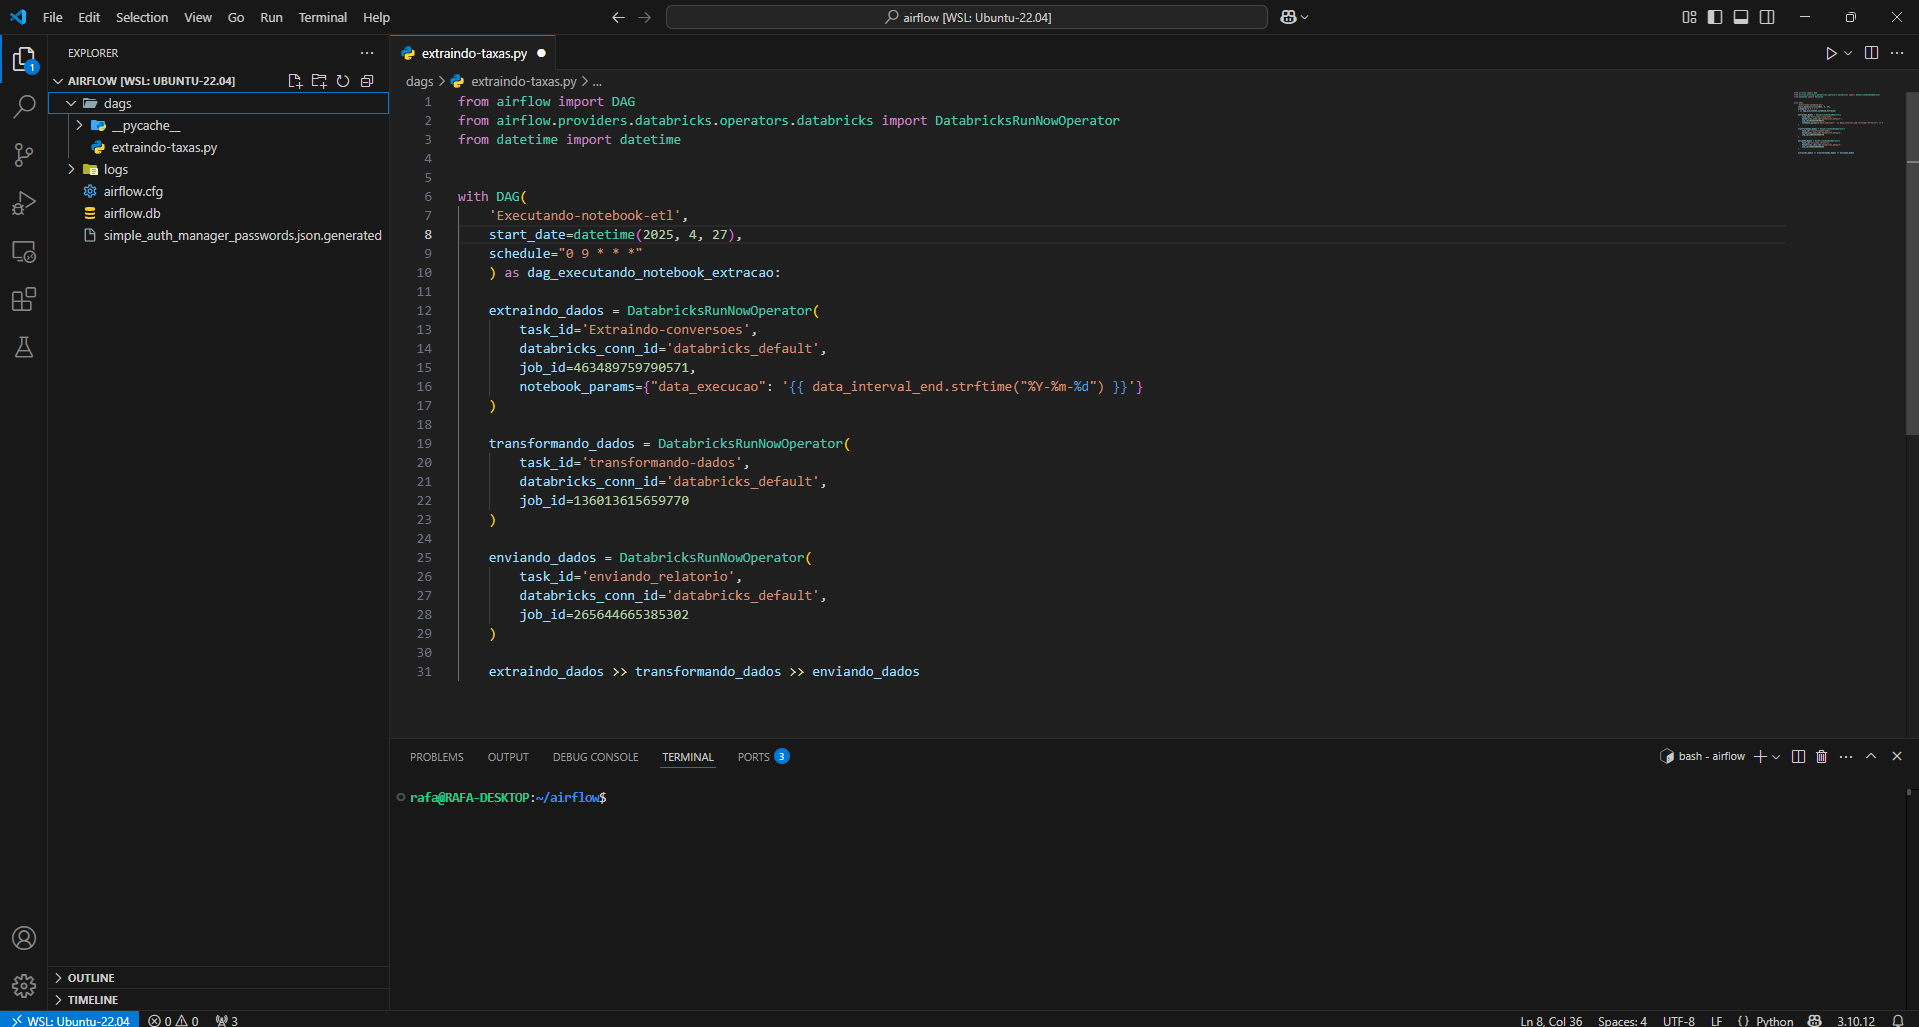 File Edit Selection View Go Run Terminal Help
airflow [WSL: Ubuntu-22.04]
EXPLORER
AIRFLOW [WSL: UBUNTU-22.04]
dags
__pycache__
extraindo-taxas.py
logs
airflow.cfg
airflow.db
simple_auth_manager_passwords.json.generated
OUTLINE
TIMELINE
1
extraindo-taxas.py
dags > extraindo-taxas.py > ...
1 from airflow import DAG
2 from airflow.providers.databricks.operators.databricks import DatabricksRunNowOperator
3 from datetime import datetime
4
5
6 with DAG(
7 'Executando-notebook-etl',
8 start_date=datetime(2025, 4, 27),
9 schedule="0 9 * * *"
10 ) as dag_executando_notebook_extracao:
11
12 extraindo_dados = DatabricksRunNowOperator(
13 task_id='Extraindo-conversoes',
14 databricks_conn_id='databricks_default',
15 job_id=463489759790571,
16 notebook_params={"data_execucao": '{{ data_interval_end.strftime("%Y-%m-%d") }}'}
17 )
18
19 transformando_dados = DatabricksRunNowOperator(
20 task_id='transformando-dados',
21 databricks_conn_id='databricks_default',
22 job_id=136013615659770
23 )
24
25 enviando_dados = DatabricksRunNowOperator(
26 task_id='enviando_relatorio',
27 databricks_conn_id='databricks_default',
28 job_id=265644665385302
29 )
30
31 extraindo_dados >> transformando_dados >> enviando_dados
PROBLEMS OUTPUT DEBUG CONSOLE TERMINAL PORTS 3
bash - airflow
rafa@RAFA-DESKTOP:~/airflow$
WSL: Ubuntu-22.04 0 0 3
Ln 8, Col 36 Spaces: 4 UTF-8 LF {} Python 3.10.12